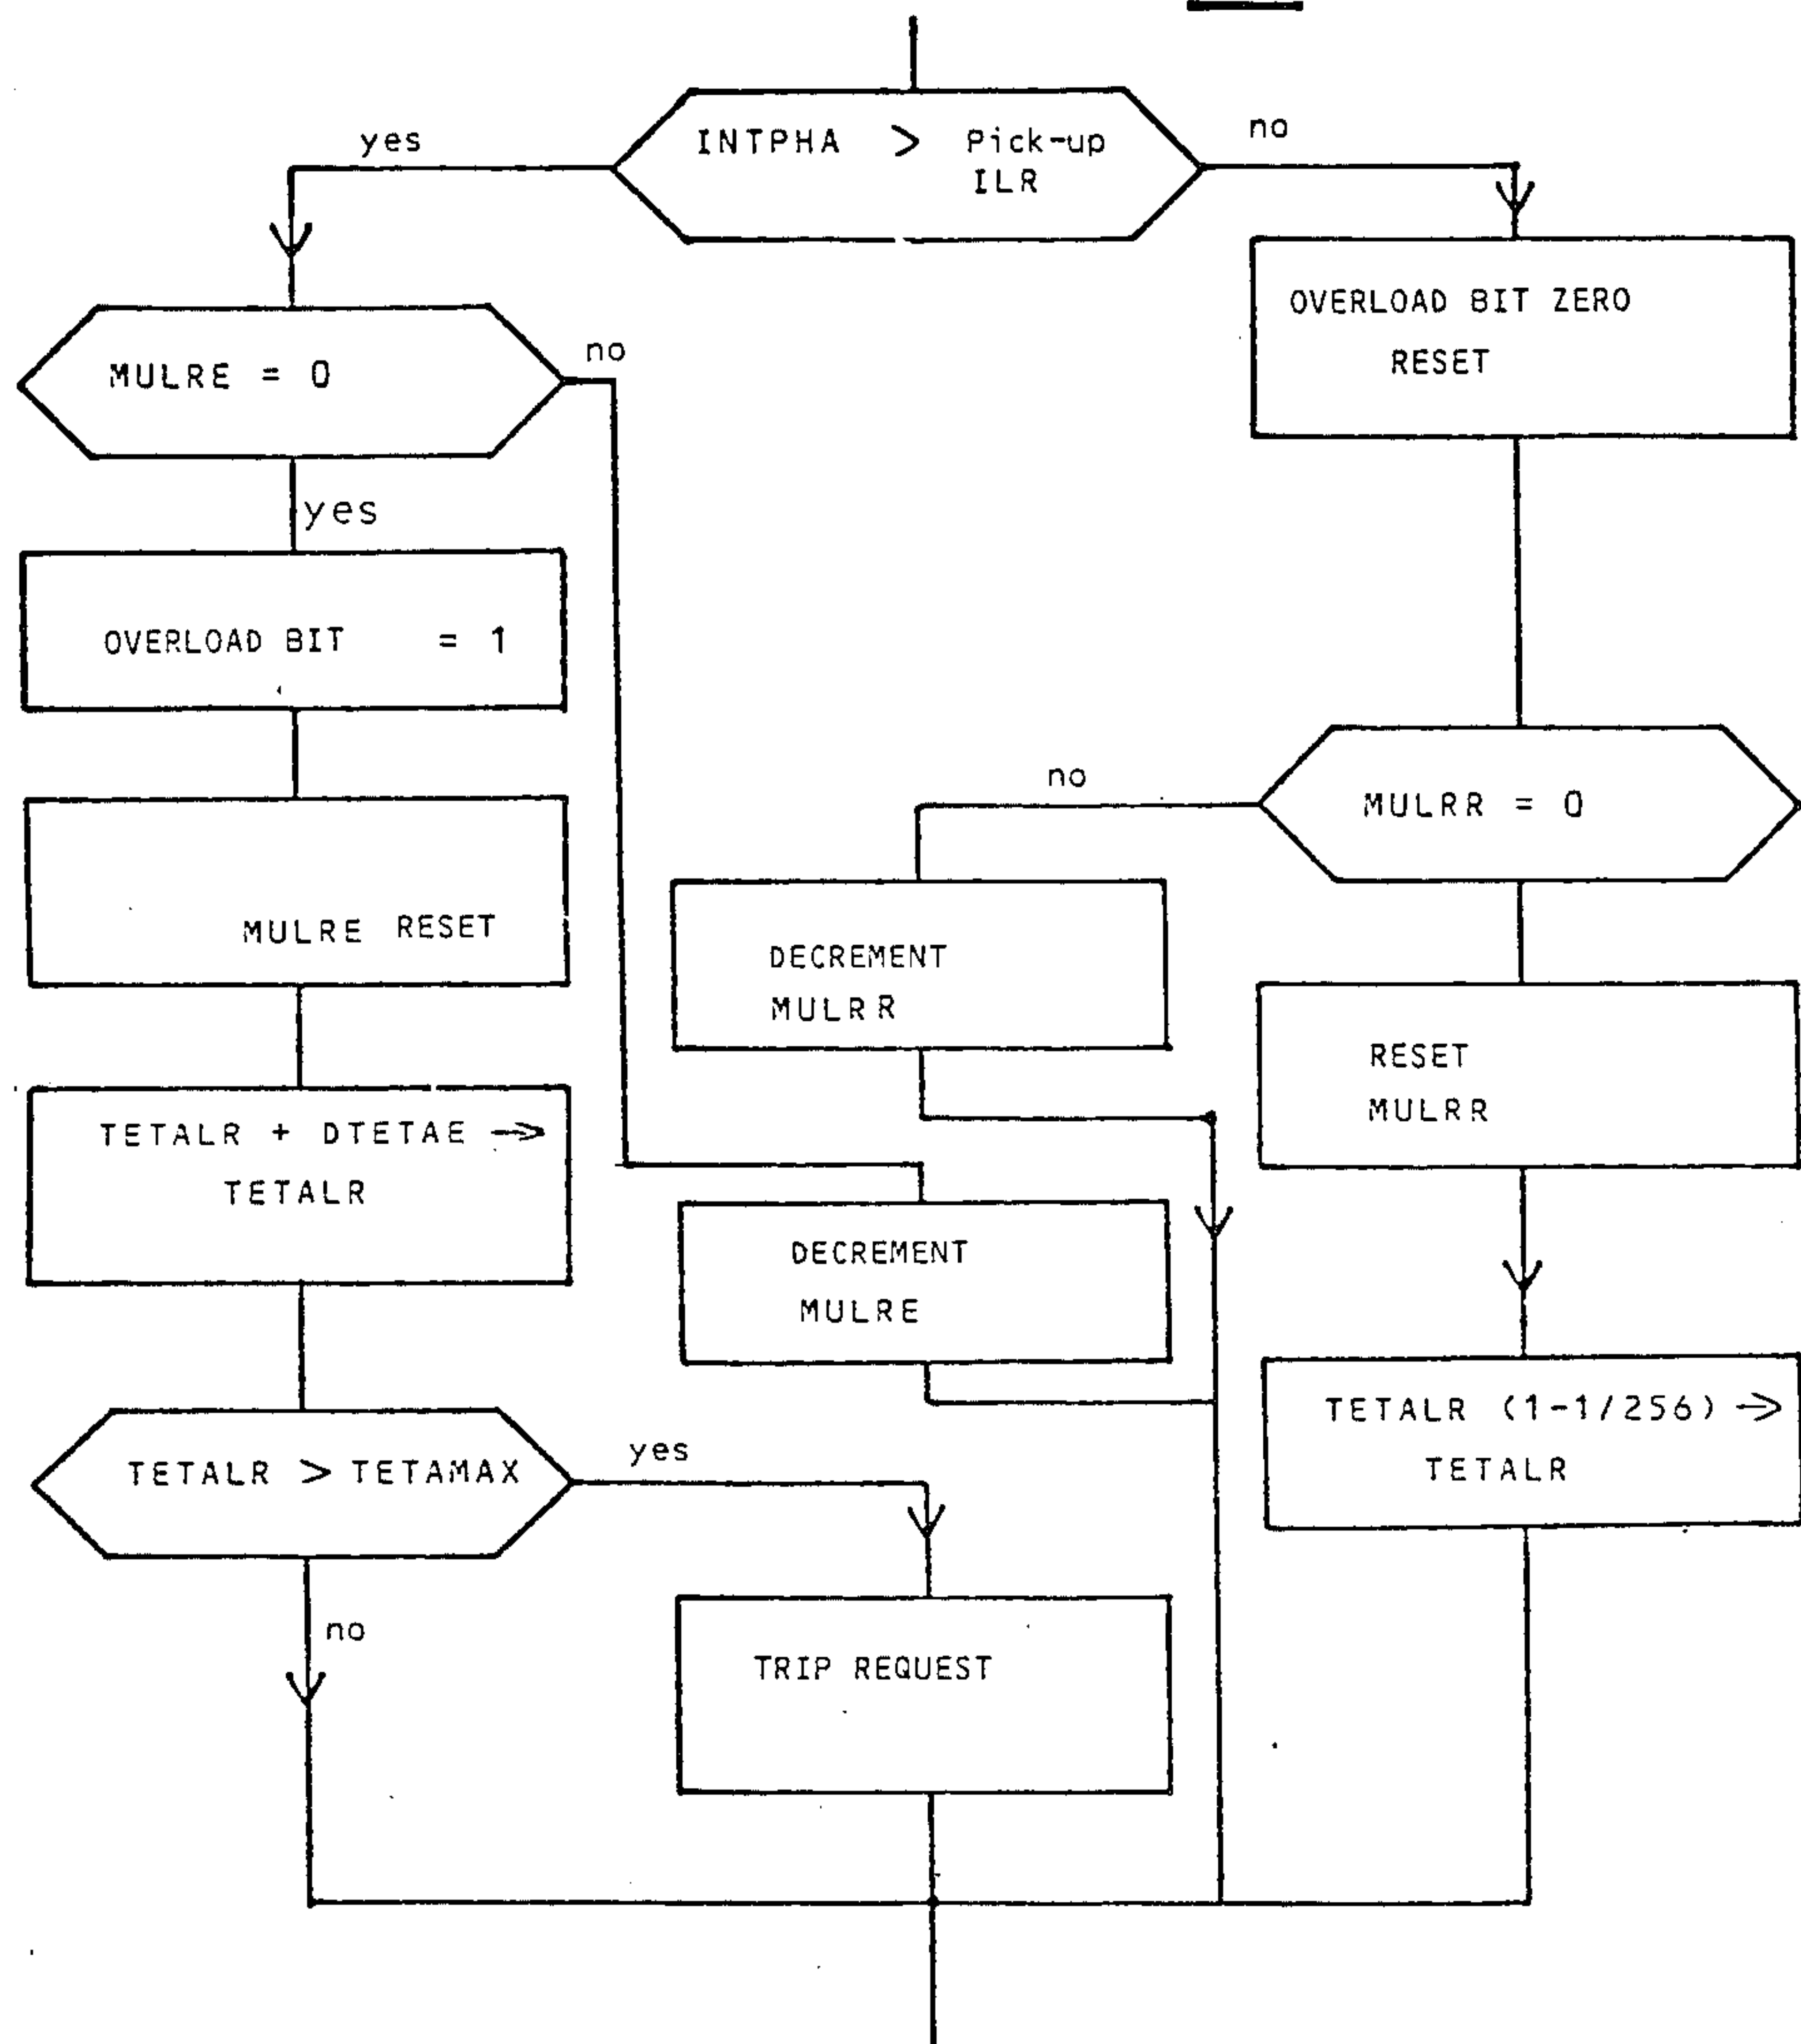 INTPHA > Pick-up
ILR
yes
no
OVERLOAD BIT ZERO
RESET
MULRE = 0
no
yes
OVERLOAD BIT = 1
MULRE RESET
MULRR = 0
no
DECREMENT
MULRR
RESET
MULRR
TETALR + DTETAE →
TETALR
DECREMENT
MULRE
TETALR (1-1/256) →
TETALR
TETALR > TETAMAX
yes
no
TRIP REQUEST